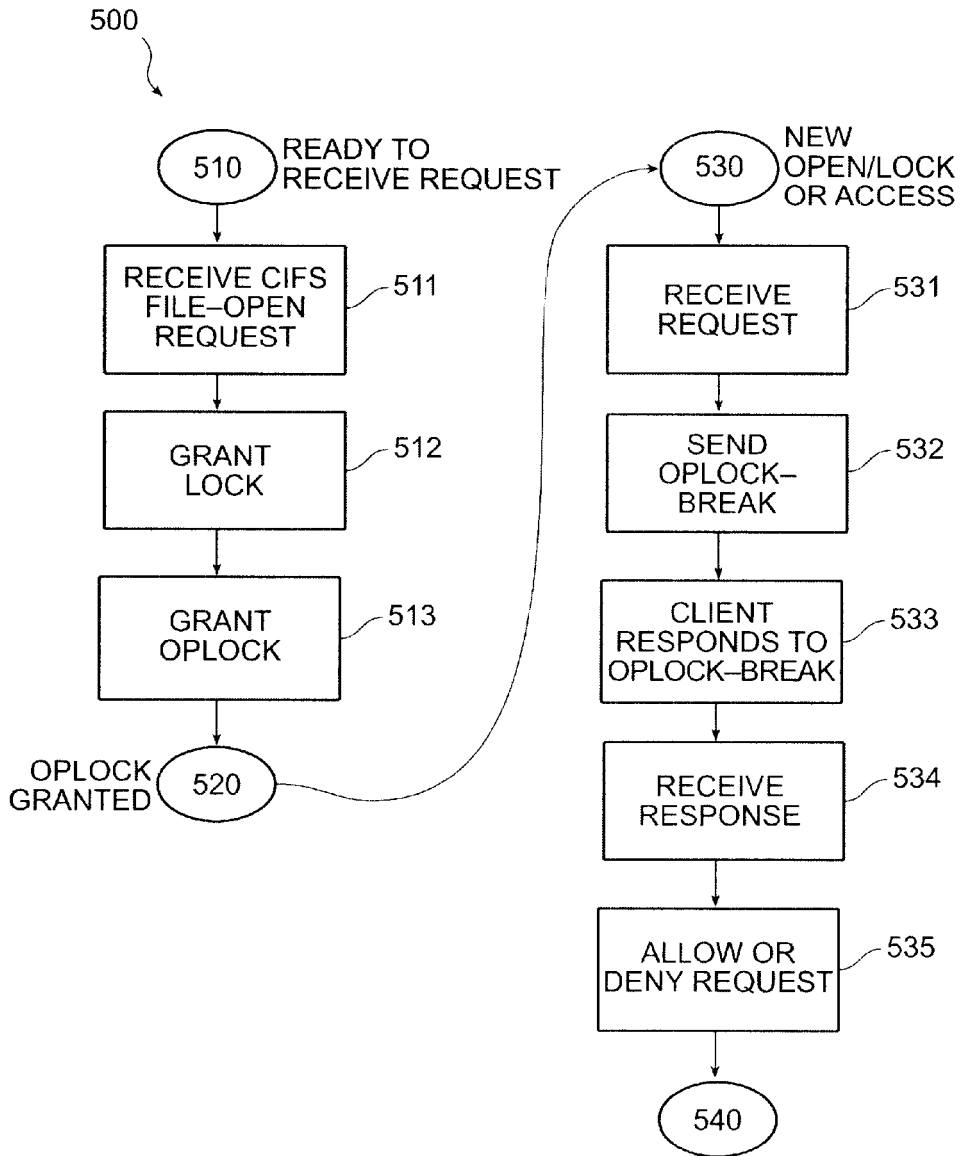 500
510
READY TO
RECEIVE REQUEST
RECEIVE CIFS
FILE–OPEN
REQUEST
511
GRANT
LOCK
512
GRANT
OPLOCK
513
OPLOCK
GRANTED
520
530
NEW
OPEN/LOCK
OR ACCESS
RECEIVE
REQUEST
531
SEND
OPLOCK–
BREAK
532
CLIENT
RESPONDS TO
OPLOCK–BREAK
533
RECEIVE
RESPONSE
534
ALLOW OR
DENY REQUEST
535
540